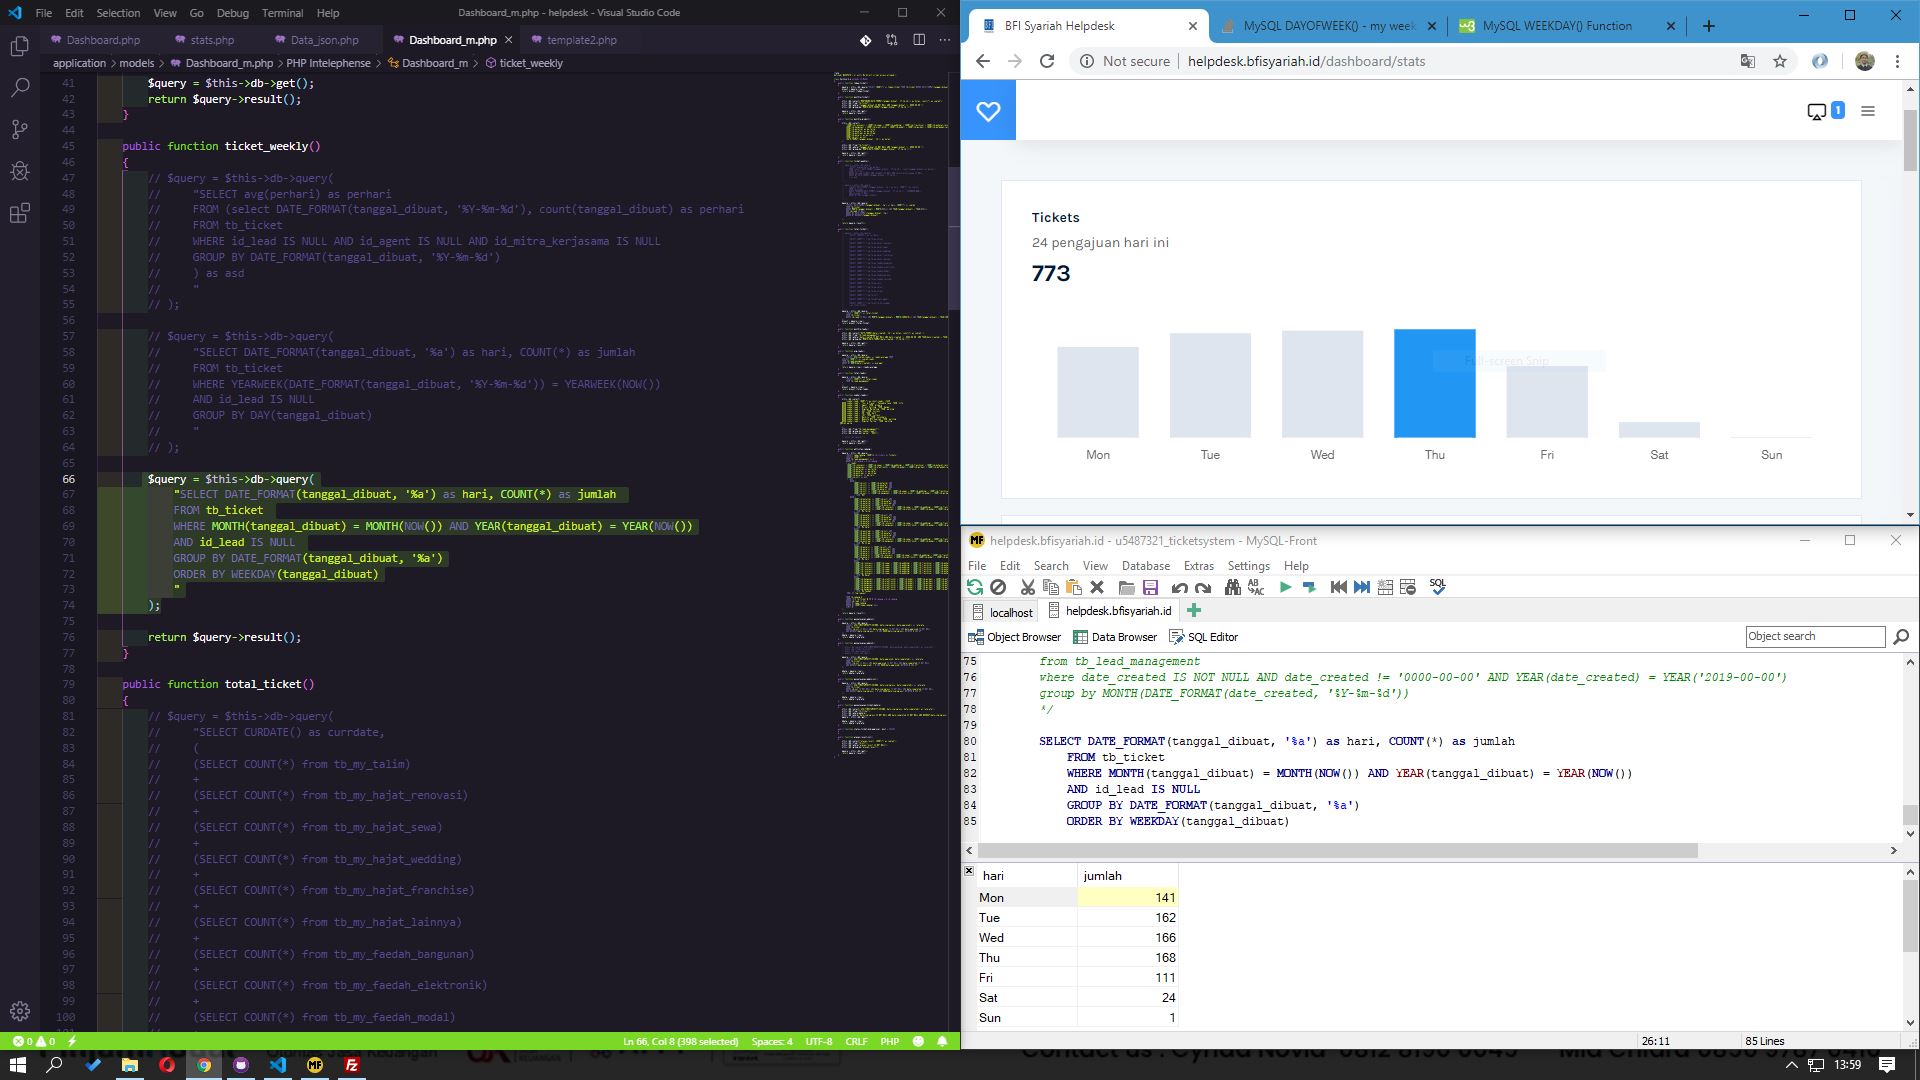 File Edit Selection View Go Debug Terminal Help
Dashboard_m.php - helpdesk - Visual Studio Code
Dashboard.php stats.php Data_json.php Dashboard_m.php template2.php
application > models > Dashboard_m.php > PHP Intelephense > Dashboard_m > ticket_weekly
41 $query = $this->db->get();
42 return $query->result();
43 }
44
45 public function ticket_weekly()
46 {
47 // $query = $this->db->query(
48 // "SELECT avg(perhari) as perhari
49 // FROM (select DATE_FORMAT(tanggal_dibuat, '%Y-%m-%d'), count(tanggal_dibuat) as perhari
50 // FROM tb_ticket
51 // WHERE id_lead IS NULL AND id_agent IS NULL AND id_mitra_kerjasama IS NULL
52 // GROUP BY DATE_FORMAT(tanggal_dibuat, '%Y-%m-%d')
53 // ) as asd
54 // "
55 // );
56
57 // $query = $this->db->query(
58 // "SELECT DATE_FORMAT(tanggal_dibuat, '%a') as hari, COUNT(*) as jumlah
59 // FROM tb_ticket
60 // WHERE YEARWEEK(DATE_FORMAT(tanggal_dibuat, '%Y-%m-%d')) = YEARWEEK(NOW())
61 // AND id_lead IS NULL
62 // GROUP BY DAY(tanggal_dibuat)
63 // "
64 // );
65
66 $query = $this->db->query(
67 "SELECT DATE_FORMAT(tanggal_dibuat, '%a') as hari, COUNT(*) as jumlah
68 FROM tb_ticket
69 WHERE MONTH(tanggal_dibuat) = MONTH(NOW()) AND YEAR(tanggal_dibuat) = YEAR(NOW())
70 AND id_lead IS NULL
71 GROUP BY DATE_FORMAT(tanggal_dibuat, '%a')
72 ORDER BY WEEKDAY(tanggal_dibuat)
73 "
74 );
75
76 return $query->result();
77 }
78
79 public function total_ticket()
80 {
81 // $query = $this->db->query(
82 // "SELECT CURDATE() as currdate,
83 // (
84 // (SELECT COUNT(*) from tb_my_talim)
85 // +
86 // (SELECT COUNT(*) from tb_my_hajat_renovasi)
87 // +
88 // (SELECT COUNT(*) from tb_my_hajat_sewa)
89 // +
90 // (SELECT COUNT(*) from tb_my_hajat_wedding)
91 // +
92 // (SELECT COUNT(*) from tb_my_hajat_franchise)
93 // +
94 // (SELECT COUNT(*) from tb_my_hajat_lainnya)
95 // +
96 // (SELECT COUNT(*) from tb_my_faedah_bangunan)
97 // +
98 // (SELECT COUNT(*) from tb_my_faedah_elektronik)
99 // +
100 // (SELECT COUNT(*) from tb_my_faedah_modal)
0 0 Ln 66, Col 8 (398 selected) Spaces: 4 UTF-8 CRLF PHP
BFI Syariah Helpdesk
MySQL DAYOFWEEK() - my week
MySQL WEEKDAY() Function
Not secure | helpdesk.bfisyariah.id/dashboard/stats
1
Tickets
24 pengajuan hari ini
773
Full-screen Snip
Mon Tue Wed Thu Fri Sat Sun
helpdesk.bfisyariah.id - u5487321_ticketsystem - MySQL-Front
File Edit Search View Database Extras Settings Help
SQL
localhost helpdesk.bfisyariah.id
Object Browser Data Browser SQL Editor Object search
75 from tb_lead_management
76 where date_created IS NOT NULL AND date_created != '0000-00-00' AND YEAR(date_created) = YEAR('2019-00-00')
77 group by MONTH(DATE_FORMAT(date_created, '%Y-%m-%d'))
78 */
79
80 SELECT DATE_FORMAT(tanggal_dibuat, '%a') as hari, COUNT(*) as jumlah
81 FROM tb_ticket
82 WHERE MONTH(tanggal_dibuat) = MONTH(NOW()) AND YEAR(tanggal_dibuat) = YEAR(NOW())
83 AND id_lead IS NULL
84 GROUP BY DATE_FORMAT(tanggal_dibuat, '%a')
85 ORDER BY WEEKDAY(tanggal_dibuat)
hari jumlah
Mon 141
Tue 162
Wed 166
Thu 168
Fri 111
Sat 24
Sun 1
26:11 85 Lines
13:59